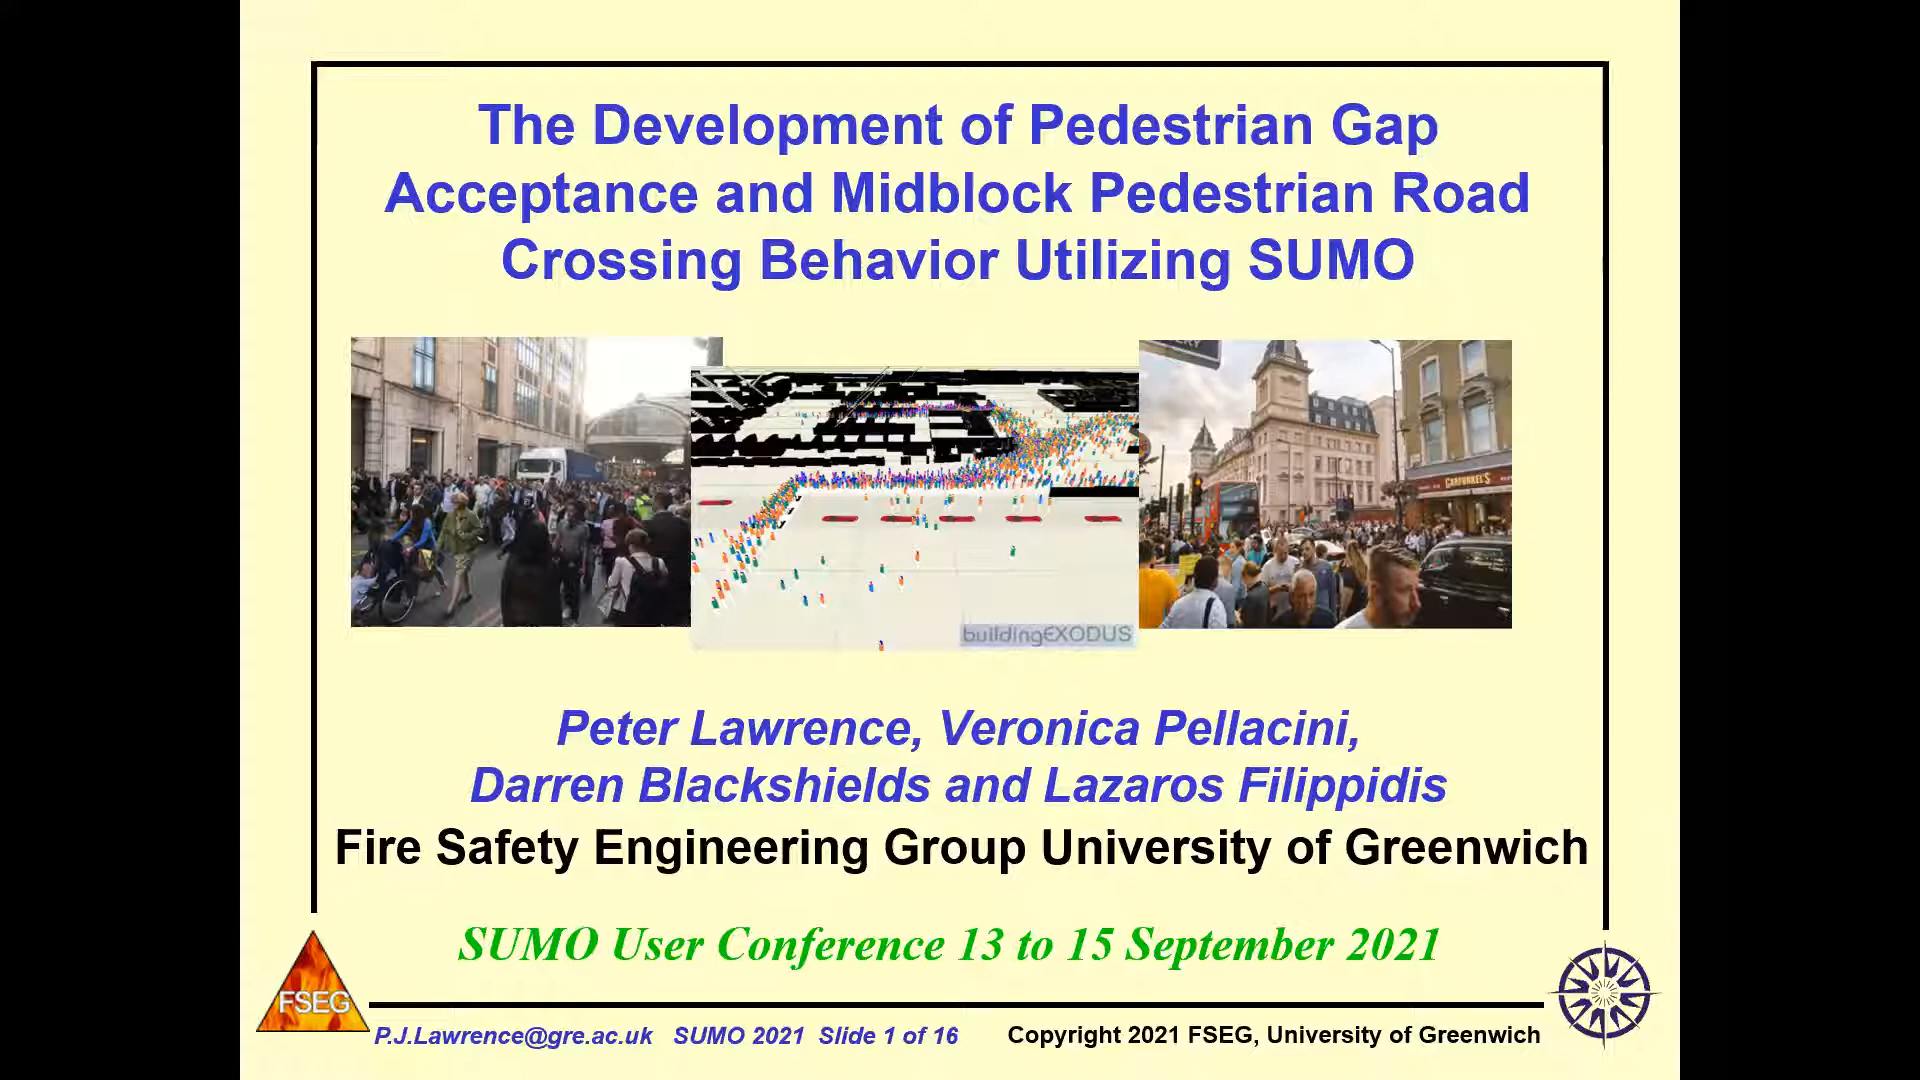 The Development of Pedestrian Gap
Acceptance and Midblock Pedestrian Road
Crossing Behavior Utilizing SUMO
GARFUNKEL'S
buildingEXODUS
Peter Lawrence, Veronica Pellacini,
Darren Blackshields and Lazaros Filippidis
Fire Safety Engineering Group University of Greenwich
SUMO User Conference 13 to 15 September 2021
FSEG
P.J.Lawrence@gre.ac.uk SUMO 2021 Slide 1 of 16 Copyright 2021 FSEG, University of Greenwich